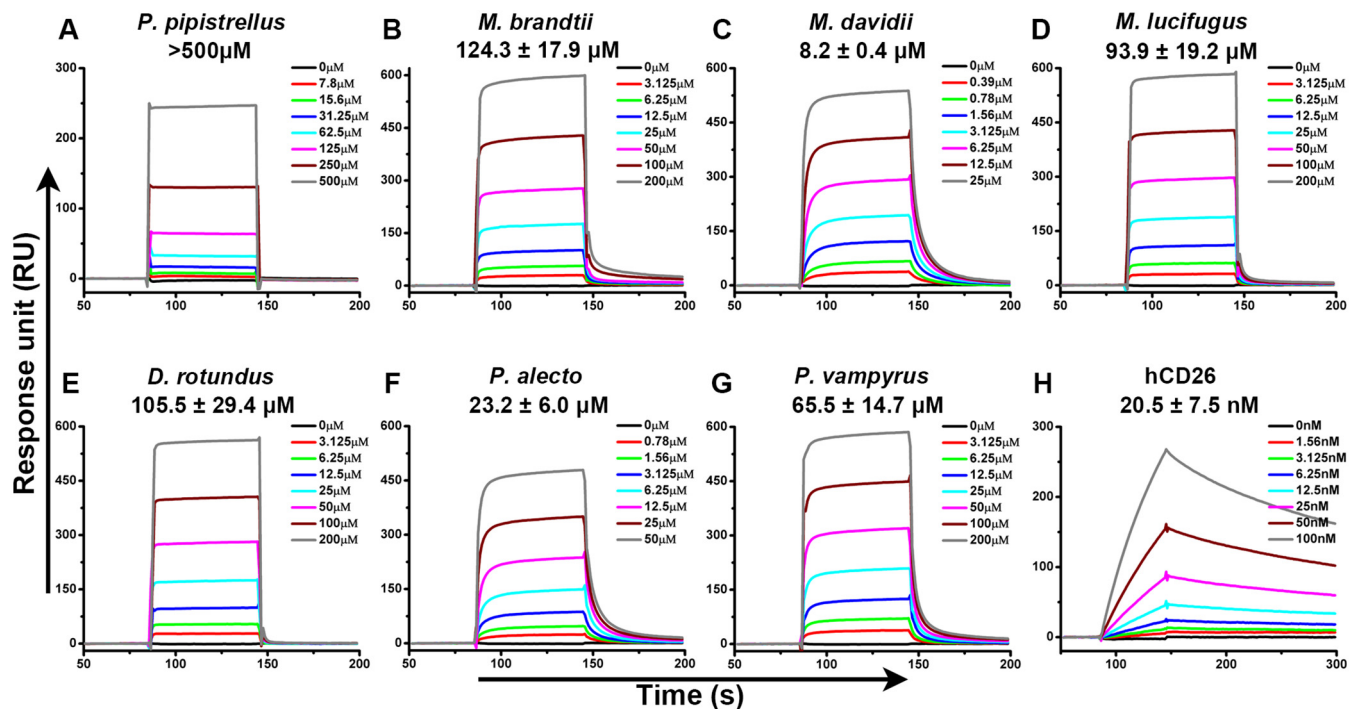 A
P. pipistrellus
>500µM
300
250
200
150
100
50
0
50
100
150
200
0µM
7.8µM
15.6µM
31.25µM
62.5µM
125µM
250µM
500µM
B
M. brandtii
124.3 ± 17.9 µM
600
450
300
150
0
50
100
150
200
0µM
3.125µM
6.25µM
12.5µM
25µM
50µM
100µM
200µM
C
M. davidii
8.2 ± 0.4 µM
600
450
300
150
0
50
100
150
200
0µM
0.39µM
0.78µM
1.56µM
3.125µM
6.25µM
12.5µM
25µM
D
M. lucifugus
93.9 ± 19.2 µM
600
450
300
150
0
50
100
150
200
0µM
3.125µM
6.25µM
12.5µM
25µM
50µM
100µM
200µM
Response unit (RU)
E
D. rotundus
105.5 ± 29.4 µM
600
450
300
150
0
50
100
150
200
0µM
3.125µM
6.25µM
12.5µM
25µM
50µM
100µM
200µM
F
P. alecto
23.2 ± 6.0 µM
600
450
300
150
0
50
100
150
200
0µM
0.78µM
1.56µM
3.125µM
6.25µM
12.5µM
25µM
50µM
G
P. vampyrus
65.5 ± 14.7 µM
600
450
300
150
0
50
100
150
200
0µM
3.125µM
6.25µM
12.5µM
25µM
50µM
100µM
200µM
H
hCD26
20.5 ± 7.5 nM
300
200
100
0
100
200
300
0nM
1.56nM
3.125nM
6.25nM
12.5nM
25nM
50nM
100nM
Time (s)